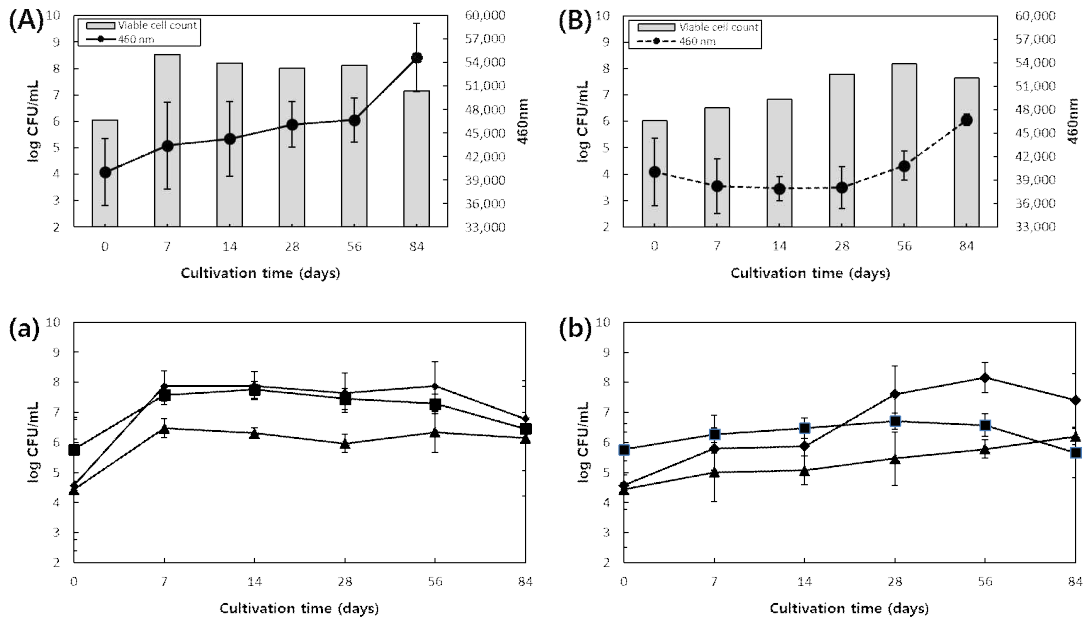 (A)
Viable cell count
460 nm
log CFU/mL
10
9
8
7
6
5
4
3
2
60,000
57,000
54,000
51,000
48,000
45,000
42,000
39,000
36,000
33,000
460nm
0 7 14 28 56 84
Cultivation time (days)
(B)
Viable cell count
460 nm
log CFU/mL
10
9
8
7
6
5
4
3
2
60,000
57,000
54,000
51,000
48,000
45,000
42,000
39,000
36,000
33,000
460nm
0 7 14 28 56 84
Cultivation time (days)
(a)
log CFU/mL
10
9
8
7
6
5
4
3
2
0 7 14 28 56 84
Cultivation time (days)
(b)
log CFU/mL
10
9
8
7
6
5
4
3
2
0 7 14 28 56 84
Cultivation time (days)